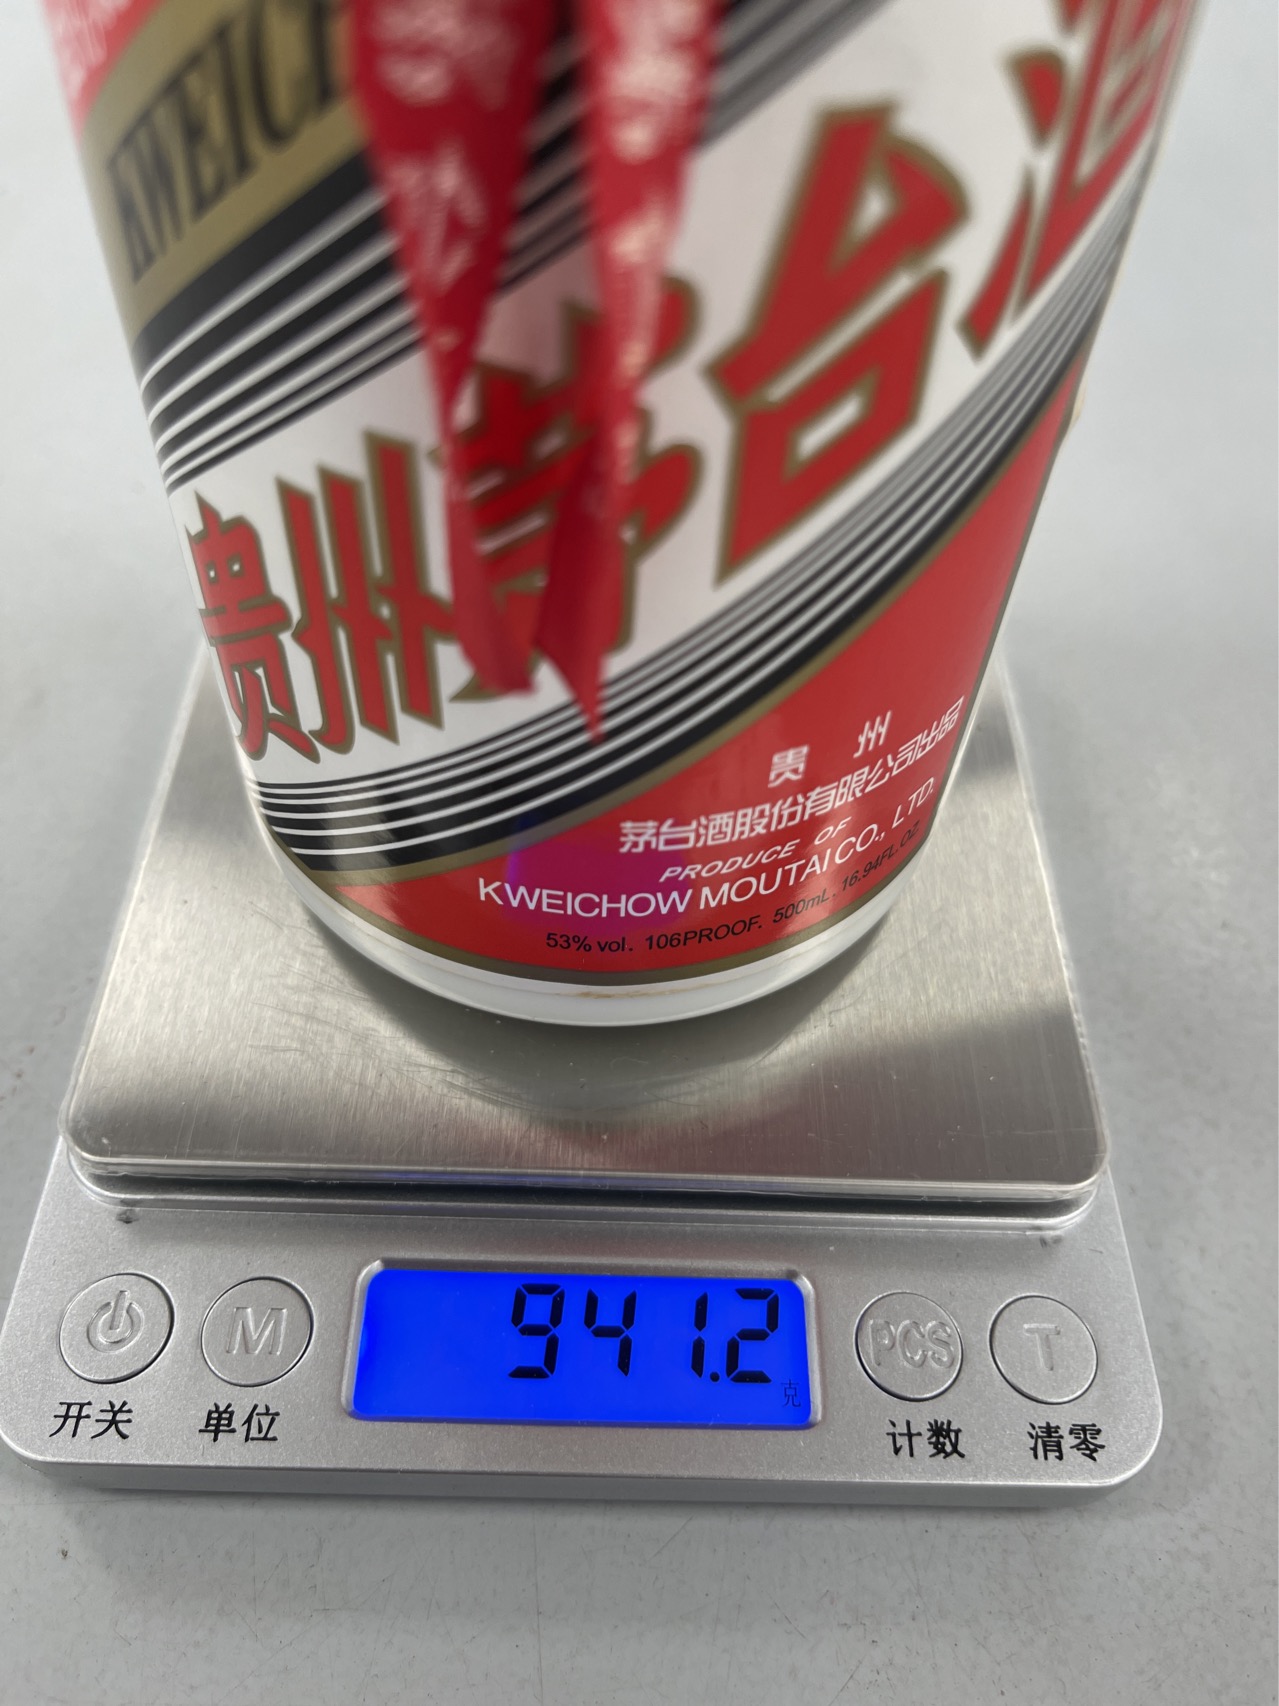 KWEICH
贵州茅台酒
贵 州
茅台酒股份有限公司出品
PRODUCE OF
KWEICHOW MOUTAI CO., LTD.
53% vol. 106PROOF. 500mL. 16.94FL.OZ
941.2
克
M
PCS
T
开关
单位
计数
清零